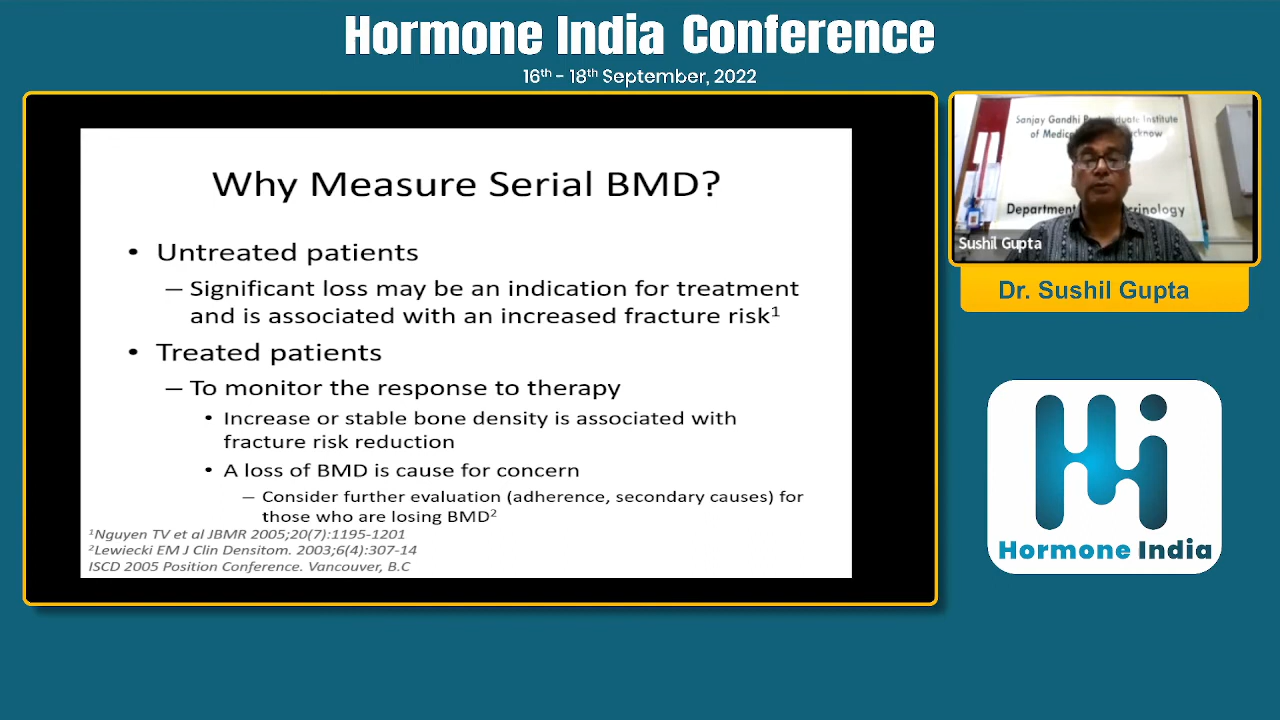 Hormone India Conference
16th - 18th September, 2022
Why Measure Serial BMD?
• Untreated patients
– Significant loss may be an indication for treatment
and is associated with an increased fracture risk1
• Treated patients
– To monitor the response to therapy
• Increase or stable bone density is associated with
fracture risk reduction
• A loss of BMD is cause for concern
– Consider further evaluation (adherence, secondary causes) for
those who are losing BMD2
1Nguyen TV et al JBMR 2005;20(7):1195-1201
2Lewiecki EM J Clin Densitom. 2003;6(4):307-14
ISCD 2005 Position Conference. Vancouver, B.C
Sanjay Gandhi Institute
of Medic
Department
Sushil Gupta
Dr. Sushil Gupta
Hi
Hormone India